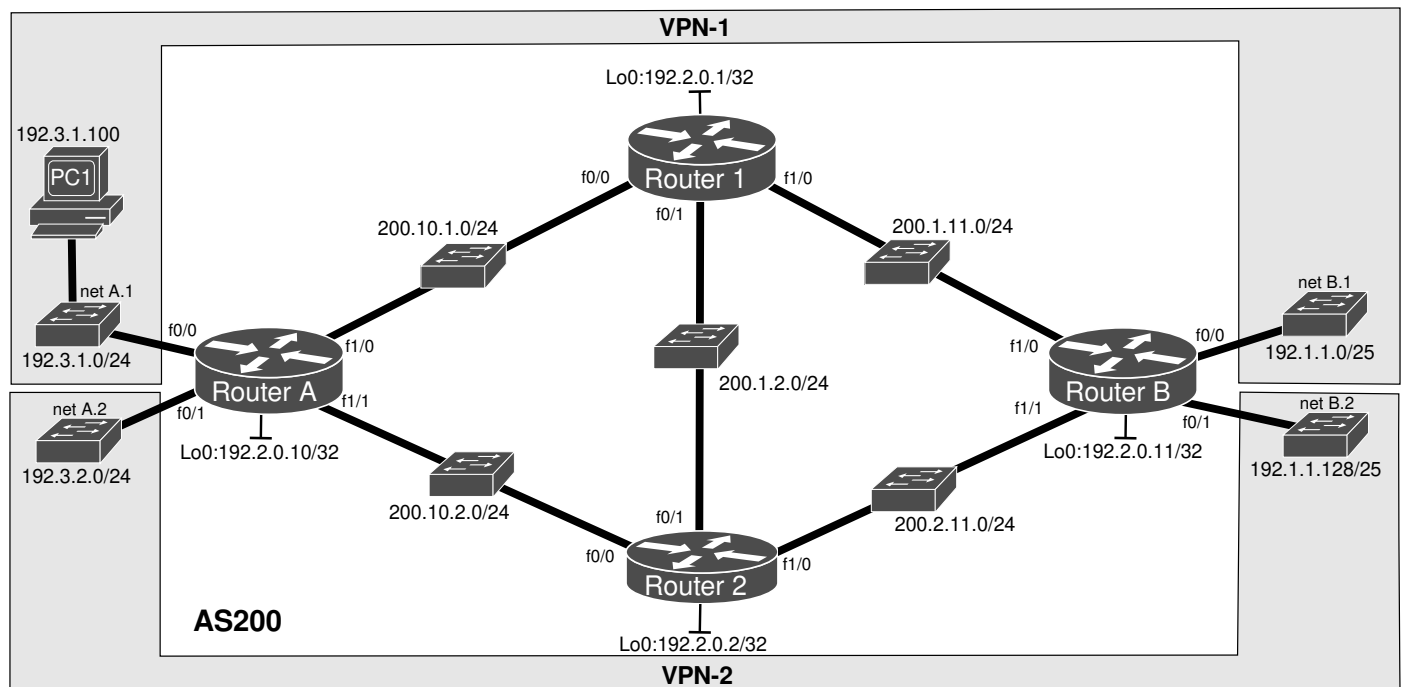 VPN-1
Lo0:192.2.0.1/32
192.3.1.100
PC1
Router 1
f0/0
f1/0
f0/1
200.10.1.0/24
200.1.11.0/24
net A.1
192.3.1.0/24
f0/0
f1/0
Router A
200.1.2.0/24
f1/0
f0/0
Router B
net B.1
192.1.1.0/25
net A.2
f0/1
f1/1
192.3.2.0/24
Lo0:192.2.0.10/32
f1/1
f0/1
Lo0:192.2.0.11/32
net B.2
192.1.1.128/25
200.10.2.0/24
200.2.11.0/24
f0/1
f0/0
f1/0
Router 2
AS200
Lo0:192.2.0.2/32
VPN-2